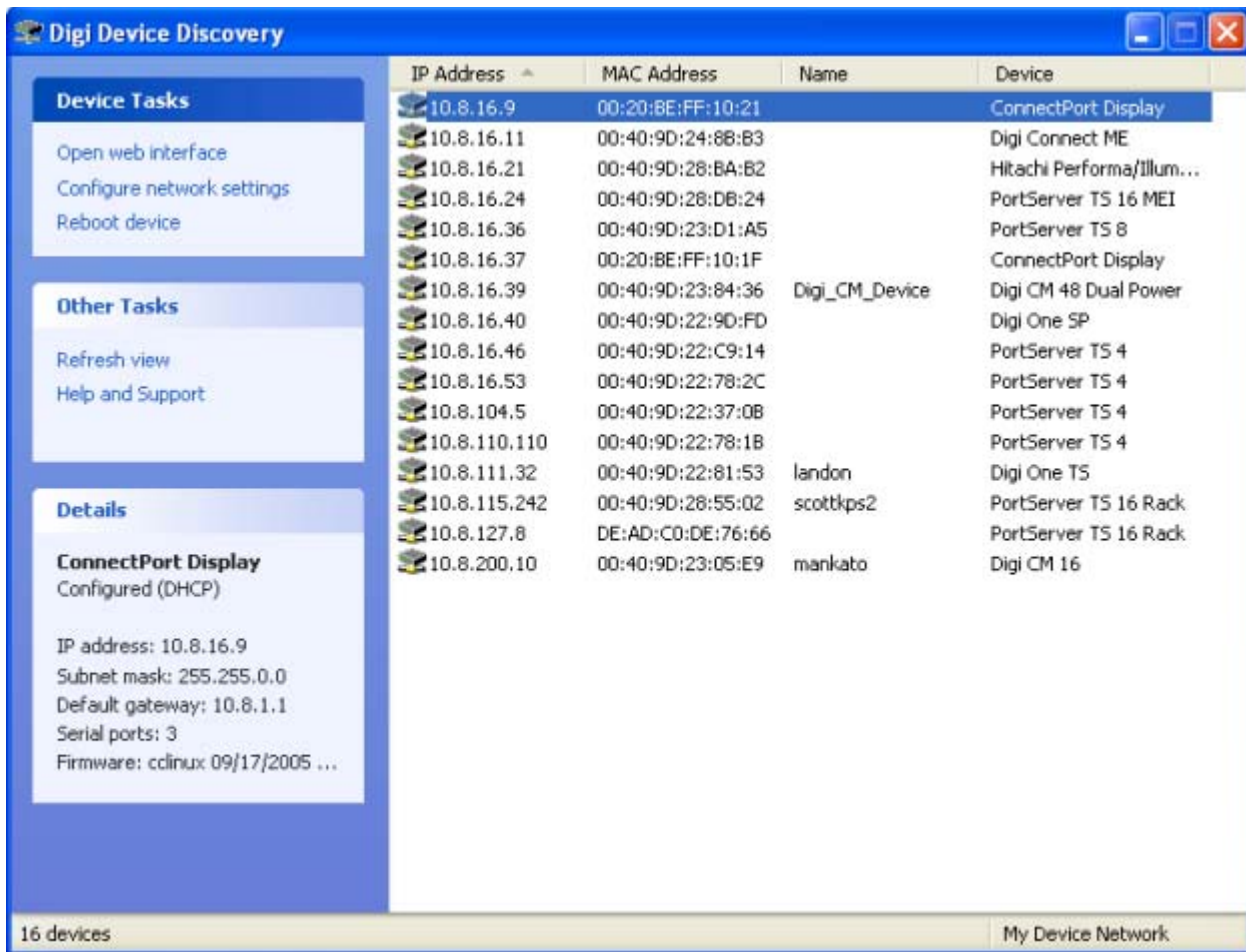 Digi Device Discovery
Device Tasks
Open web interface
Configure network settings
Reboot device
Other Tasks
Refresh view
Help and Support
Details
ConnectPort Display
Configured (DHCP)
IP address: 10.8.16.9
Subnet mask: 255.255.0.0
Default gateway: 10.8.1.1
Serial ports: 3
Firmware: cclinux 09/17/2005 ...
IP Address MAC Address Name Device
10.8.16.9 00:20:BE:FF:10:21 ConnectPort Display
10.8.16.11 00:40:9D:24:8B:B3 Digi Connect ME
10.8.16.21 00:40:9D:28:BA:B2 Hitachi Performa/Illum...
10.8.16.24 00:40:9D:28:DB:24 PortServer TS 16 MEI
10.8.16.36 00:40:9D:23:D1:A5 PortServer TS 8
10.8.16.37 00:20:BE:FF:10:1F ConnectPort Display
10.8.16.39 00:40:9D:23:84:36 Digi_CM_Device Digi CM 48 Dual Power
10.8.16.40 00:40:9D:22:9D:FD Digi One SP
10.8.16.46 00:40:9D:22:C9:14 PortServer TS 4
10.8.16.53 00:40:9D:22:78:2C PortServer TS 4
10.8.104.5 00:40:9D:22:37:0B PortServer TS 4
10.8.110.110 00:40:9D:22:78:1B PortServer TS 4
10.8.111.32 00:40:9D:22:81:53 landon Digi One TS
10.8.115.242 00:40:9D:28:55:02 scottkps2 PortServer TS 16 Rack
10.8.127.8 DE:AD:C0:DE:76:66 PortServer TS 16 Rack
10.8.200.10 00:40:9D:23:05:E9 mankato Digi CM 16
16 devices My Device Network